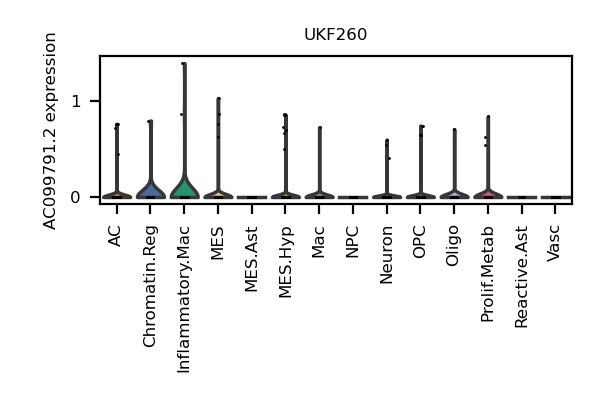 UKF260
AC099791.2 expression
1
0
AC
Chromatin.Reg
Inflammatory.Mac
MES
MES.Ast
MES.Hyp
Mac
NPC
Neuron
OPC
Oligo
Prolif.Metab
Reactive.Ast
Vasc